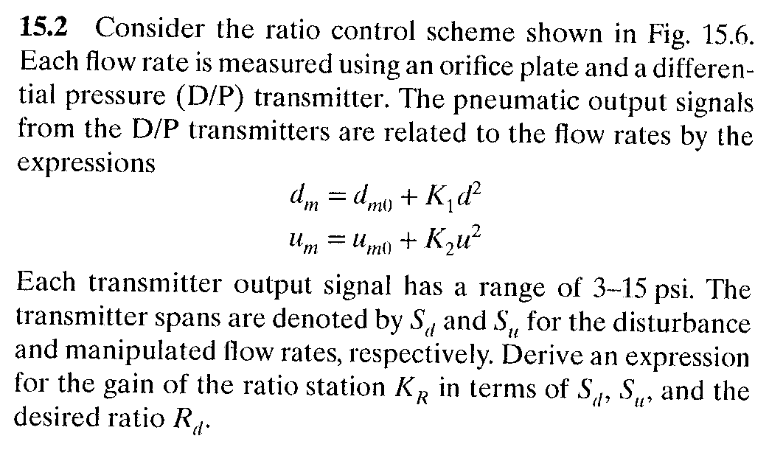 15.2 Consider the ratio control scheme shown in Fig. 15.6.
Each flow rate is measured using an orifice plate and a differen-
tial pressure (D/P) transmitter. The pneumatic output signals
from the D/P transmitters are related to the flow rates by the
expressions
d_m = d_{m0} + K_1 d^2
u_m = u_{m0} + K_2 u^2
Each transmitter output signal has a range of 3–15 psi. The
transmitter spans are denoted by S_d and S_u for the disturbance
and manipulated flow rates, respectively. Derive an expression
for the gain of the ratio station K_R in terms of S_d, S_u, and the
desired ratio R_d.